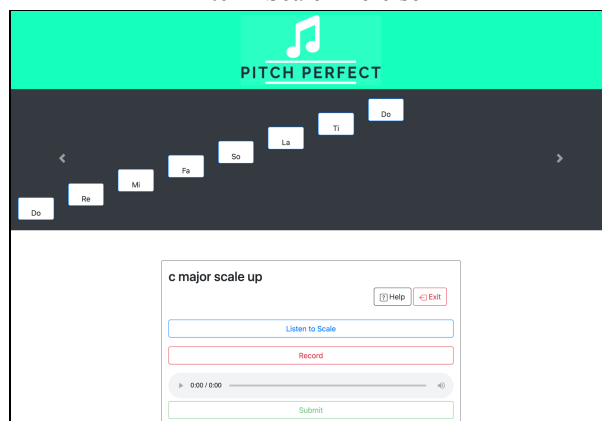 PITCH PERFECT
Do
Ti
La
So
Fa
Mi
Re
Do
c major scale up
? Help
Exit
Listen to Scale
Record
0:00 / 0:00
Submit